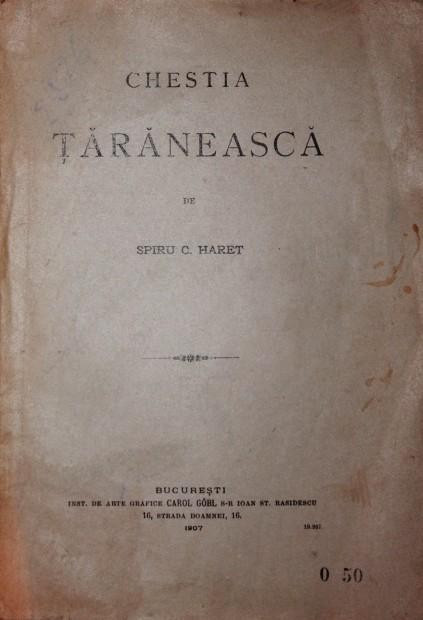 CHESTIA
ȚĂRĂNEASCĂ
DE
SPIRU C. HARET
BUCUREȘTI
INST. DE ARTE GRAFICE CAROL GÖBL S-R IOAN ST. RASIDESCU
16, STRADA DOAMNEI, 16.
1907
0 50